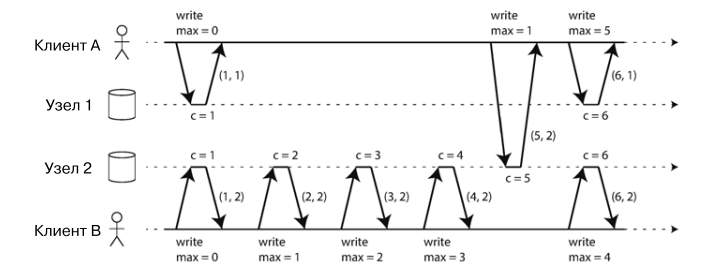 write
max = 0
write
max = 1
write
max = 5
Клиент A
(1, 1)
(6, 1)
Узел 1
c = 1
c = 6
(5, 2)
c = 1
c = 2
c = 3
c = 4
c = 6
Узел 2
c = 5
(1, 2)
(2, 2)
(3, 2)
(4, 2)
(6, 2)
Клиент B
write
max = 0
write
max = 1
write
max = 2
write
max = 3
write
max = 4